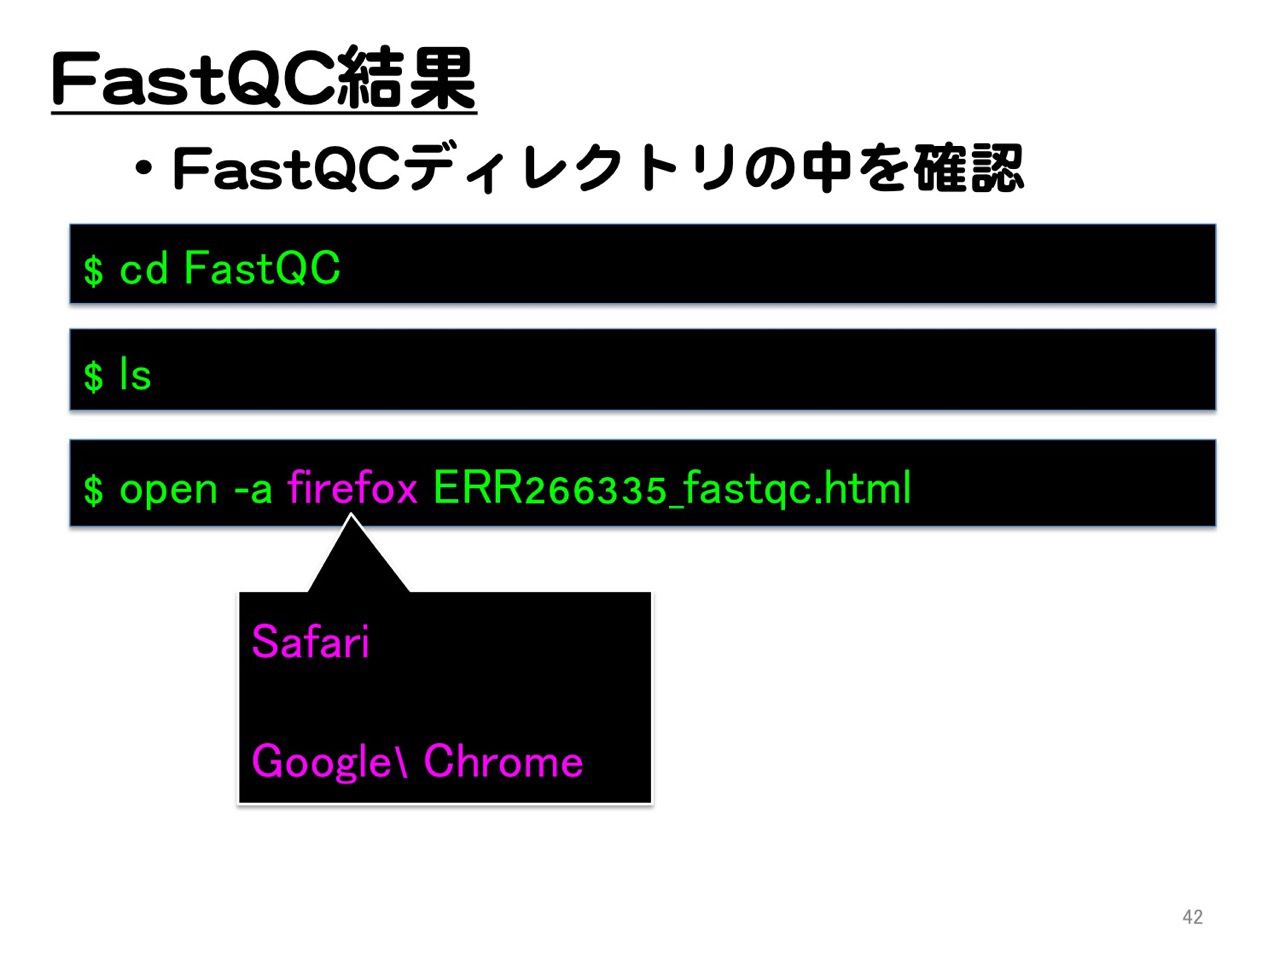 FastQC結果
・FastQCディレクトリの中を確認
$ cd FastQC
$ ls
$ open -a firefox ERR266335_fastqc.html
Safari
Google\ Chrome
42